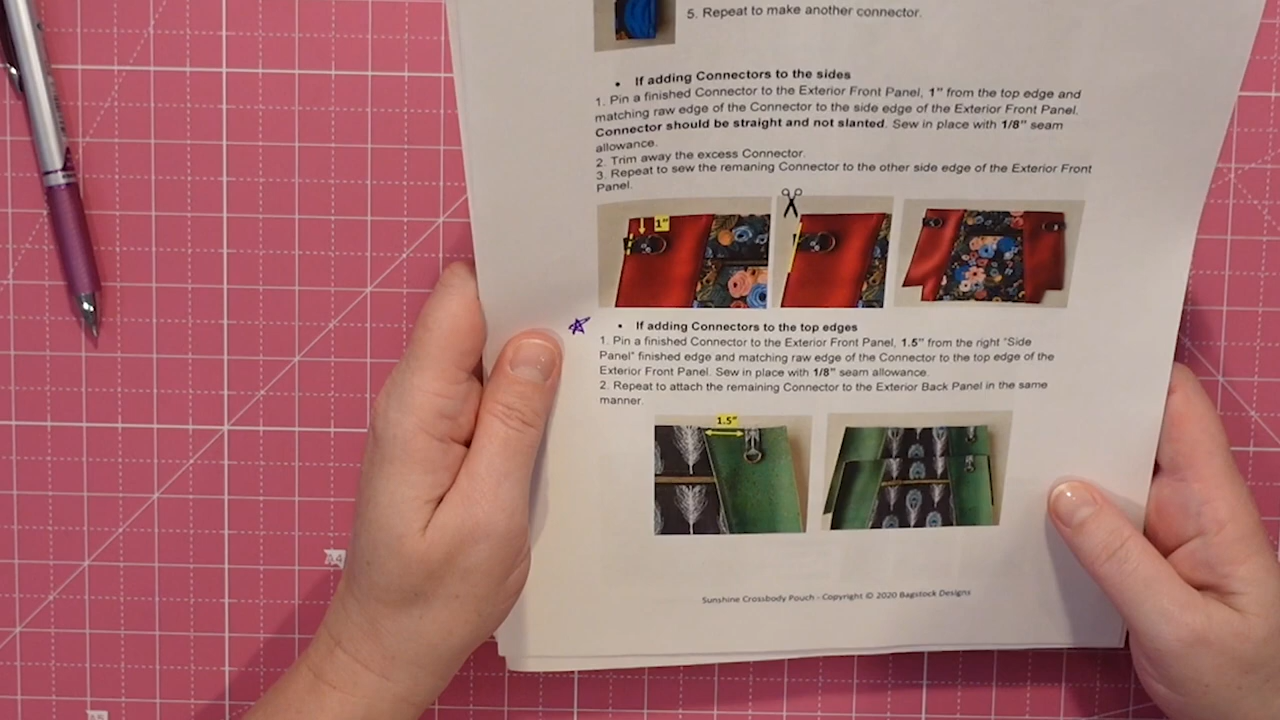 5. Repeat to make another connector.
• If adding Connectors to the sides
1. Pin a finished Connector to the Exterior Front Panel, 1" from the top edge and
matching raw edge of the Connector to the side edge of the Exterior Front Panel.
Connector should be straight and not slanted. Sew in place with 1/8" seam
allowance.
2. Trim away the excess Connector.
3. Repeat to sew the remaning Connector to the other side edge of the Exterior Front
Panel.
1"
• If adding Connectors to the top edges
1. Pin a finished Connector to the Exterior Front Panel, 1.5" from the right "Side
Panel" finished edge and matching raw edge of the Connector to the top edge of the
Exterior Front Panel. Sew in place with 1/8" seam allowance.
2. Repeat to attach the remaining Connector to the Exterior Back Panel in the same
manner.
1.5"
A4
Sunshine Crossbody Pouch - Copyright © 2020 Bagstock Designs